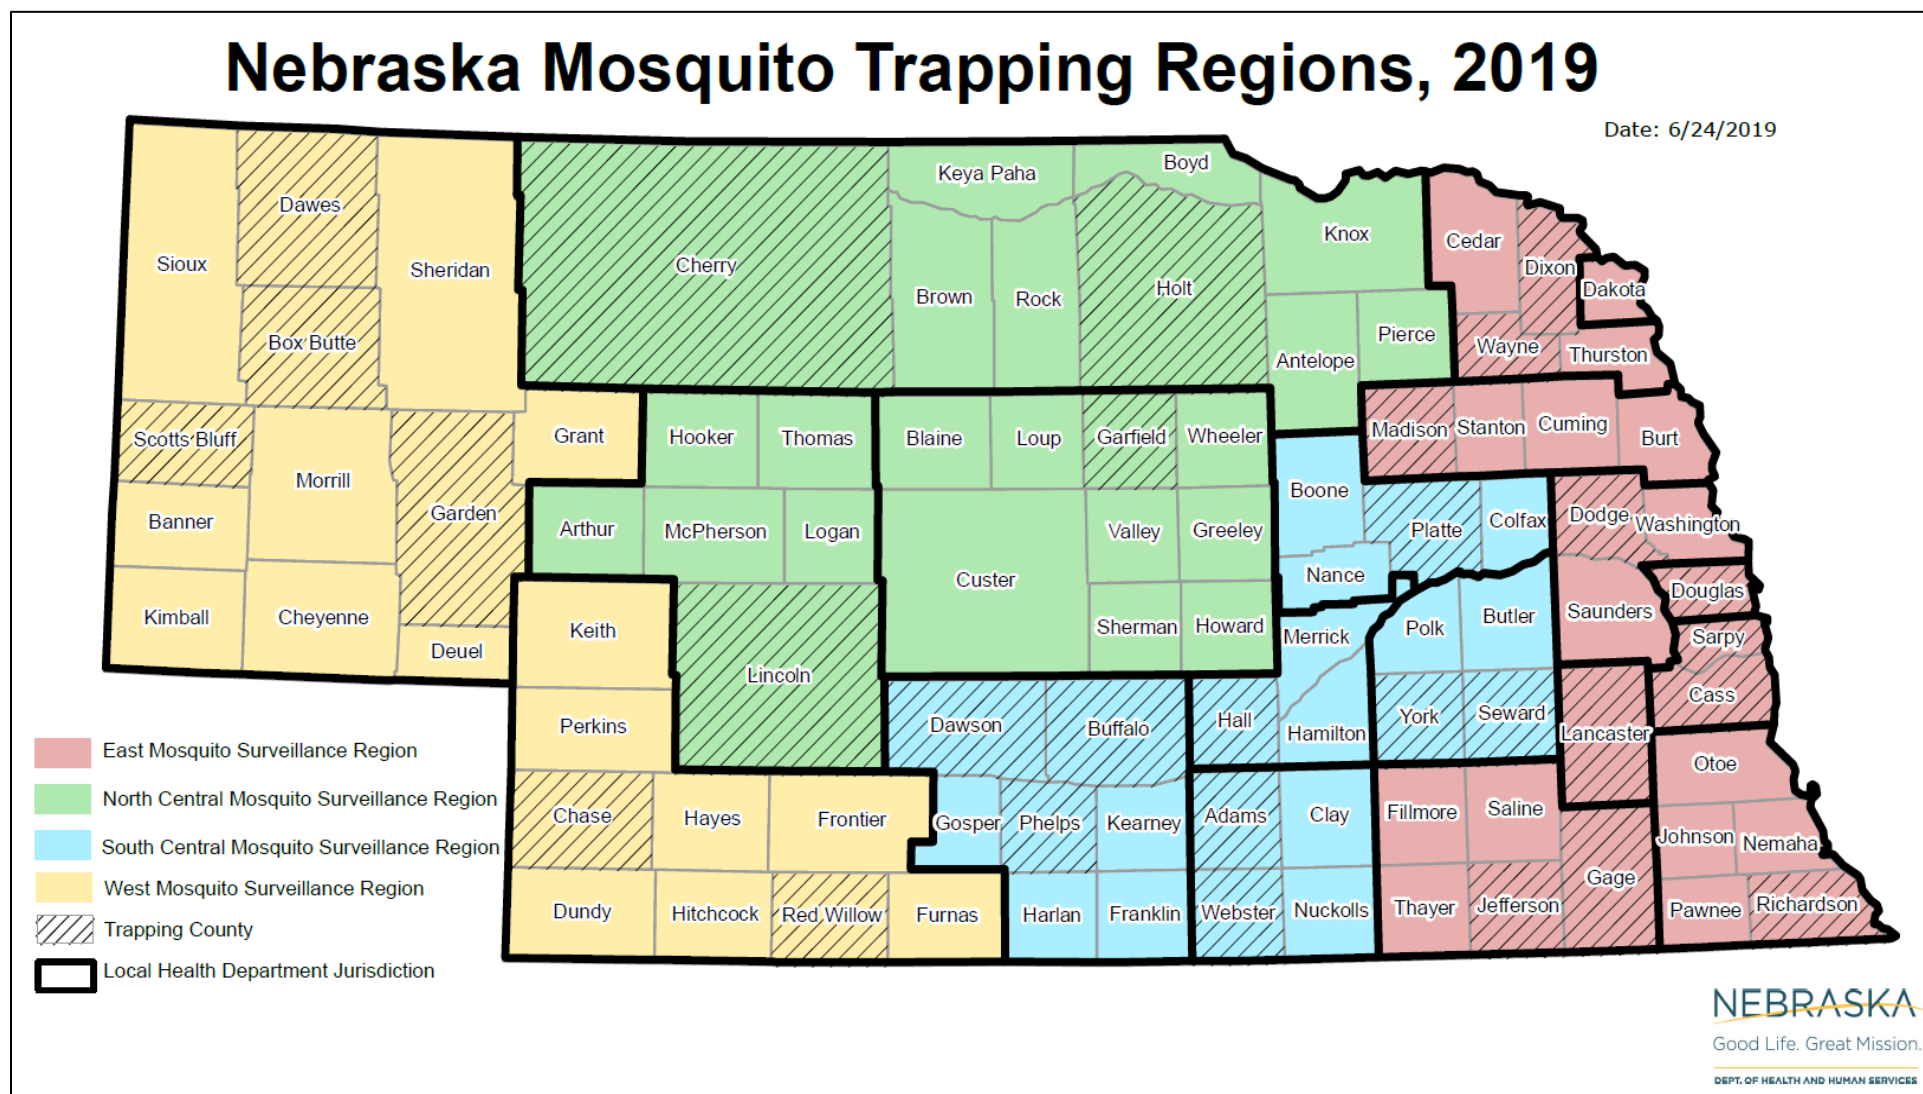 Nebraska Mosquito Trapping Regions, 2019
Date: 6/24/2019
Boyd
Keya Paha
Dawes
Knox
Cedar
Sioux
Sheridan
Cherry
Dixon
Holt
Dakota
Brown
Rock
Box Butte
Pierce
Wayne
Thurston
Antelope
Scotts Bluff
Grant
Hooker
Thomas
Blaine
Loup
Garfield
Wheeler
Madison
Stanton
Cuming
Burt
Morrill
Boone
Banner
Garden
Arthur
McPherson
Logan
Valley
Greeley
Platte
Colfax
Dodge
Washington
Custer
Nance
Douglas
Kimball
Cheyenne
Keith
Sherman
Howard
Merrick
Polk
Butler
Saunders
Sarpy
Deuel
Lincoln
Cass
Perkins
Dawson
Buffalo
Hall
Hamilton
York
Seward
Lancaster
East Mosquito Surveillance Region
Otoe
North Central Mosquito Surveillance Region
Chase
Hayes
Frontier
Gosper
Phelps
Kearney
Adams
Clay
Fillmore
Saline
Johnson
Nemaha
South Central Mosquito Surveillance Region
West Mosquito Surveillance Region
Gage
Dundy
Hitchcock
Red Willow
Furnas
Harlan
Franklin
Webster
Nuckolls
Thayer
Jefferson
Pawnee
Richardson
Trapping County
Local Health Department Jurisdiction
NEBRASKA
Good Life. Great Mission.
DEPT. OF HEALTH AND HUMAN SERVICES